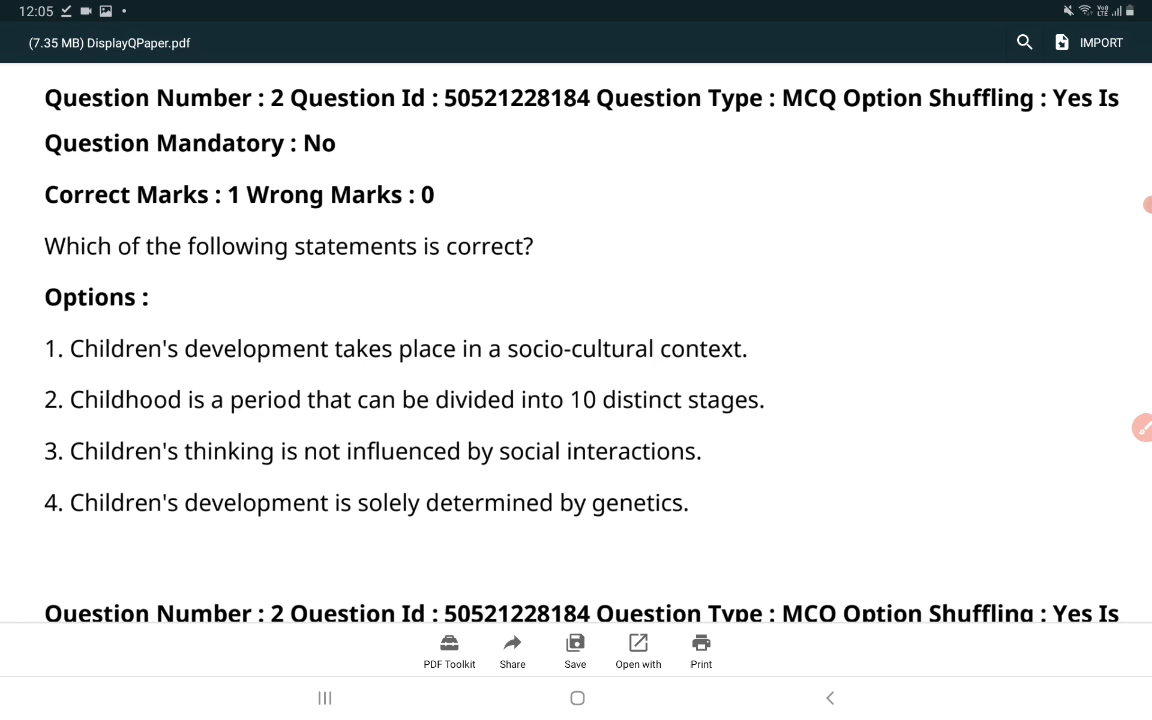 12:05
(7.35 MB) DisplayQPaper.pdf
IMPORT
Question Number : 2 Question Id : 50521228184 Question Type : MCQ Option Shuffling : Yes Is
Question Mandatory : No
Correct Marks : 1 Wrong Marks : 0
Which of the following statements is correct?
Options :
1. Children's development takes place in a socio-cultural context.
2. Childhood is a period that can be divided into 10 distinct stages.
3. Children's thinking is not influenced by social interactions.
4. Children's development is solely determined by genetics.
Question Number : 2 Question Id : 50521228184 Question Type : MCQ Option Shuffling : Yes Is
PDF Toolkit Share Save Open with Print